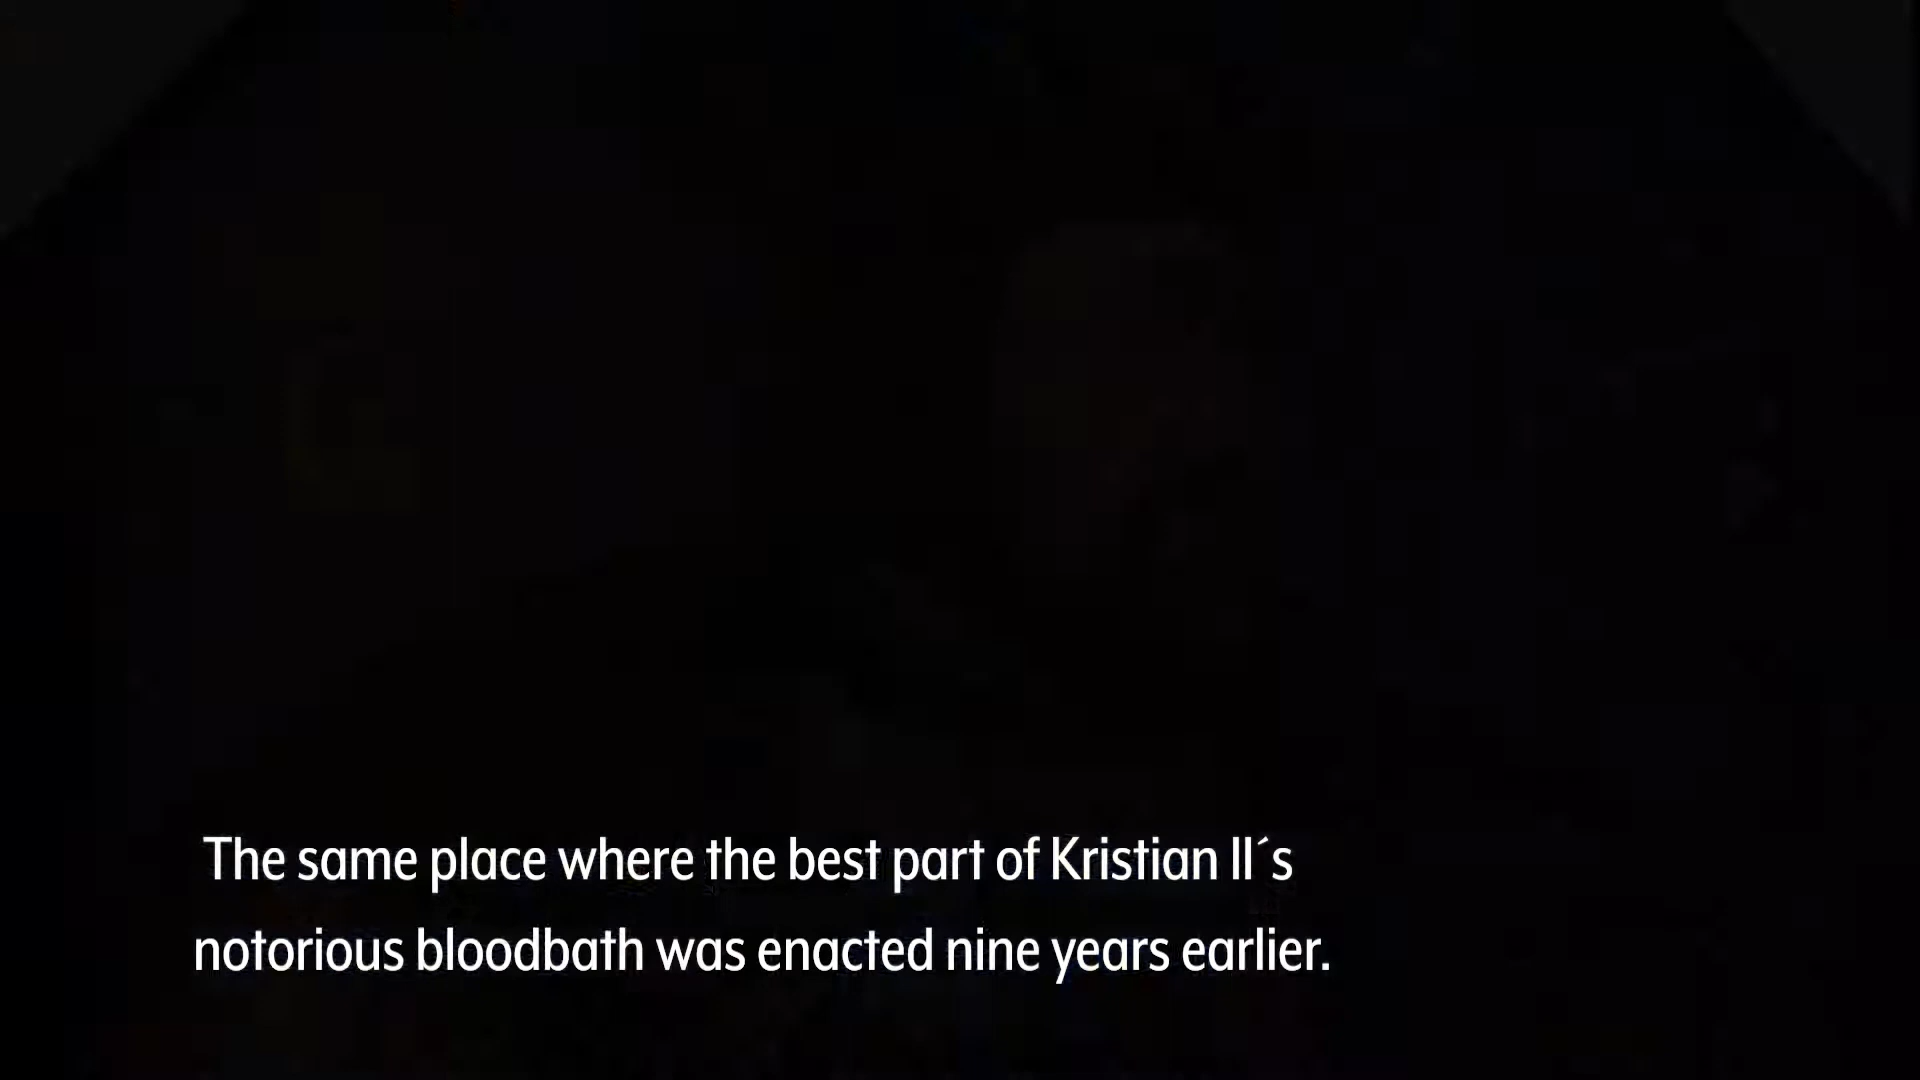 The same place where the best part of Kristian II´s
notorious bloodbath was enacted nine years earlier.